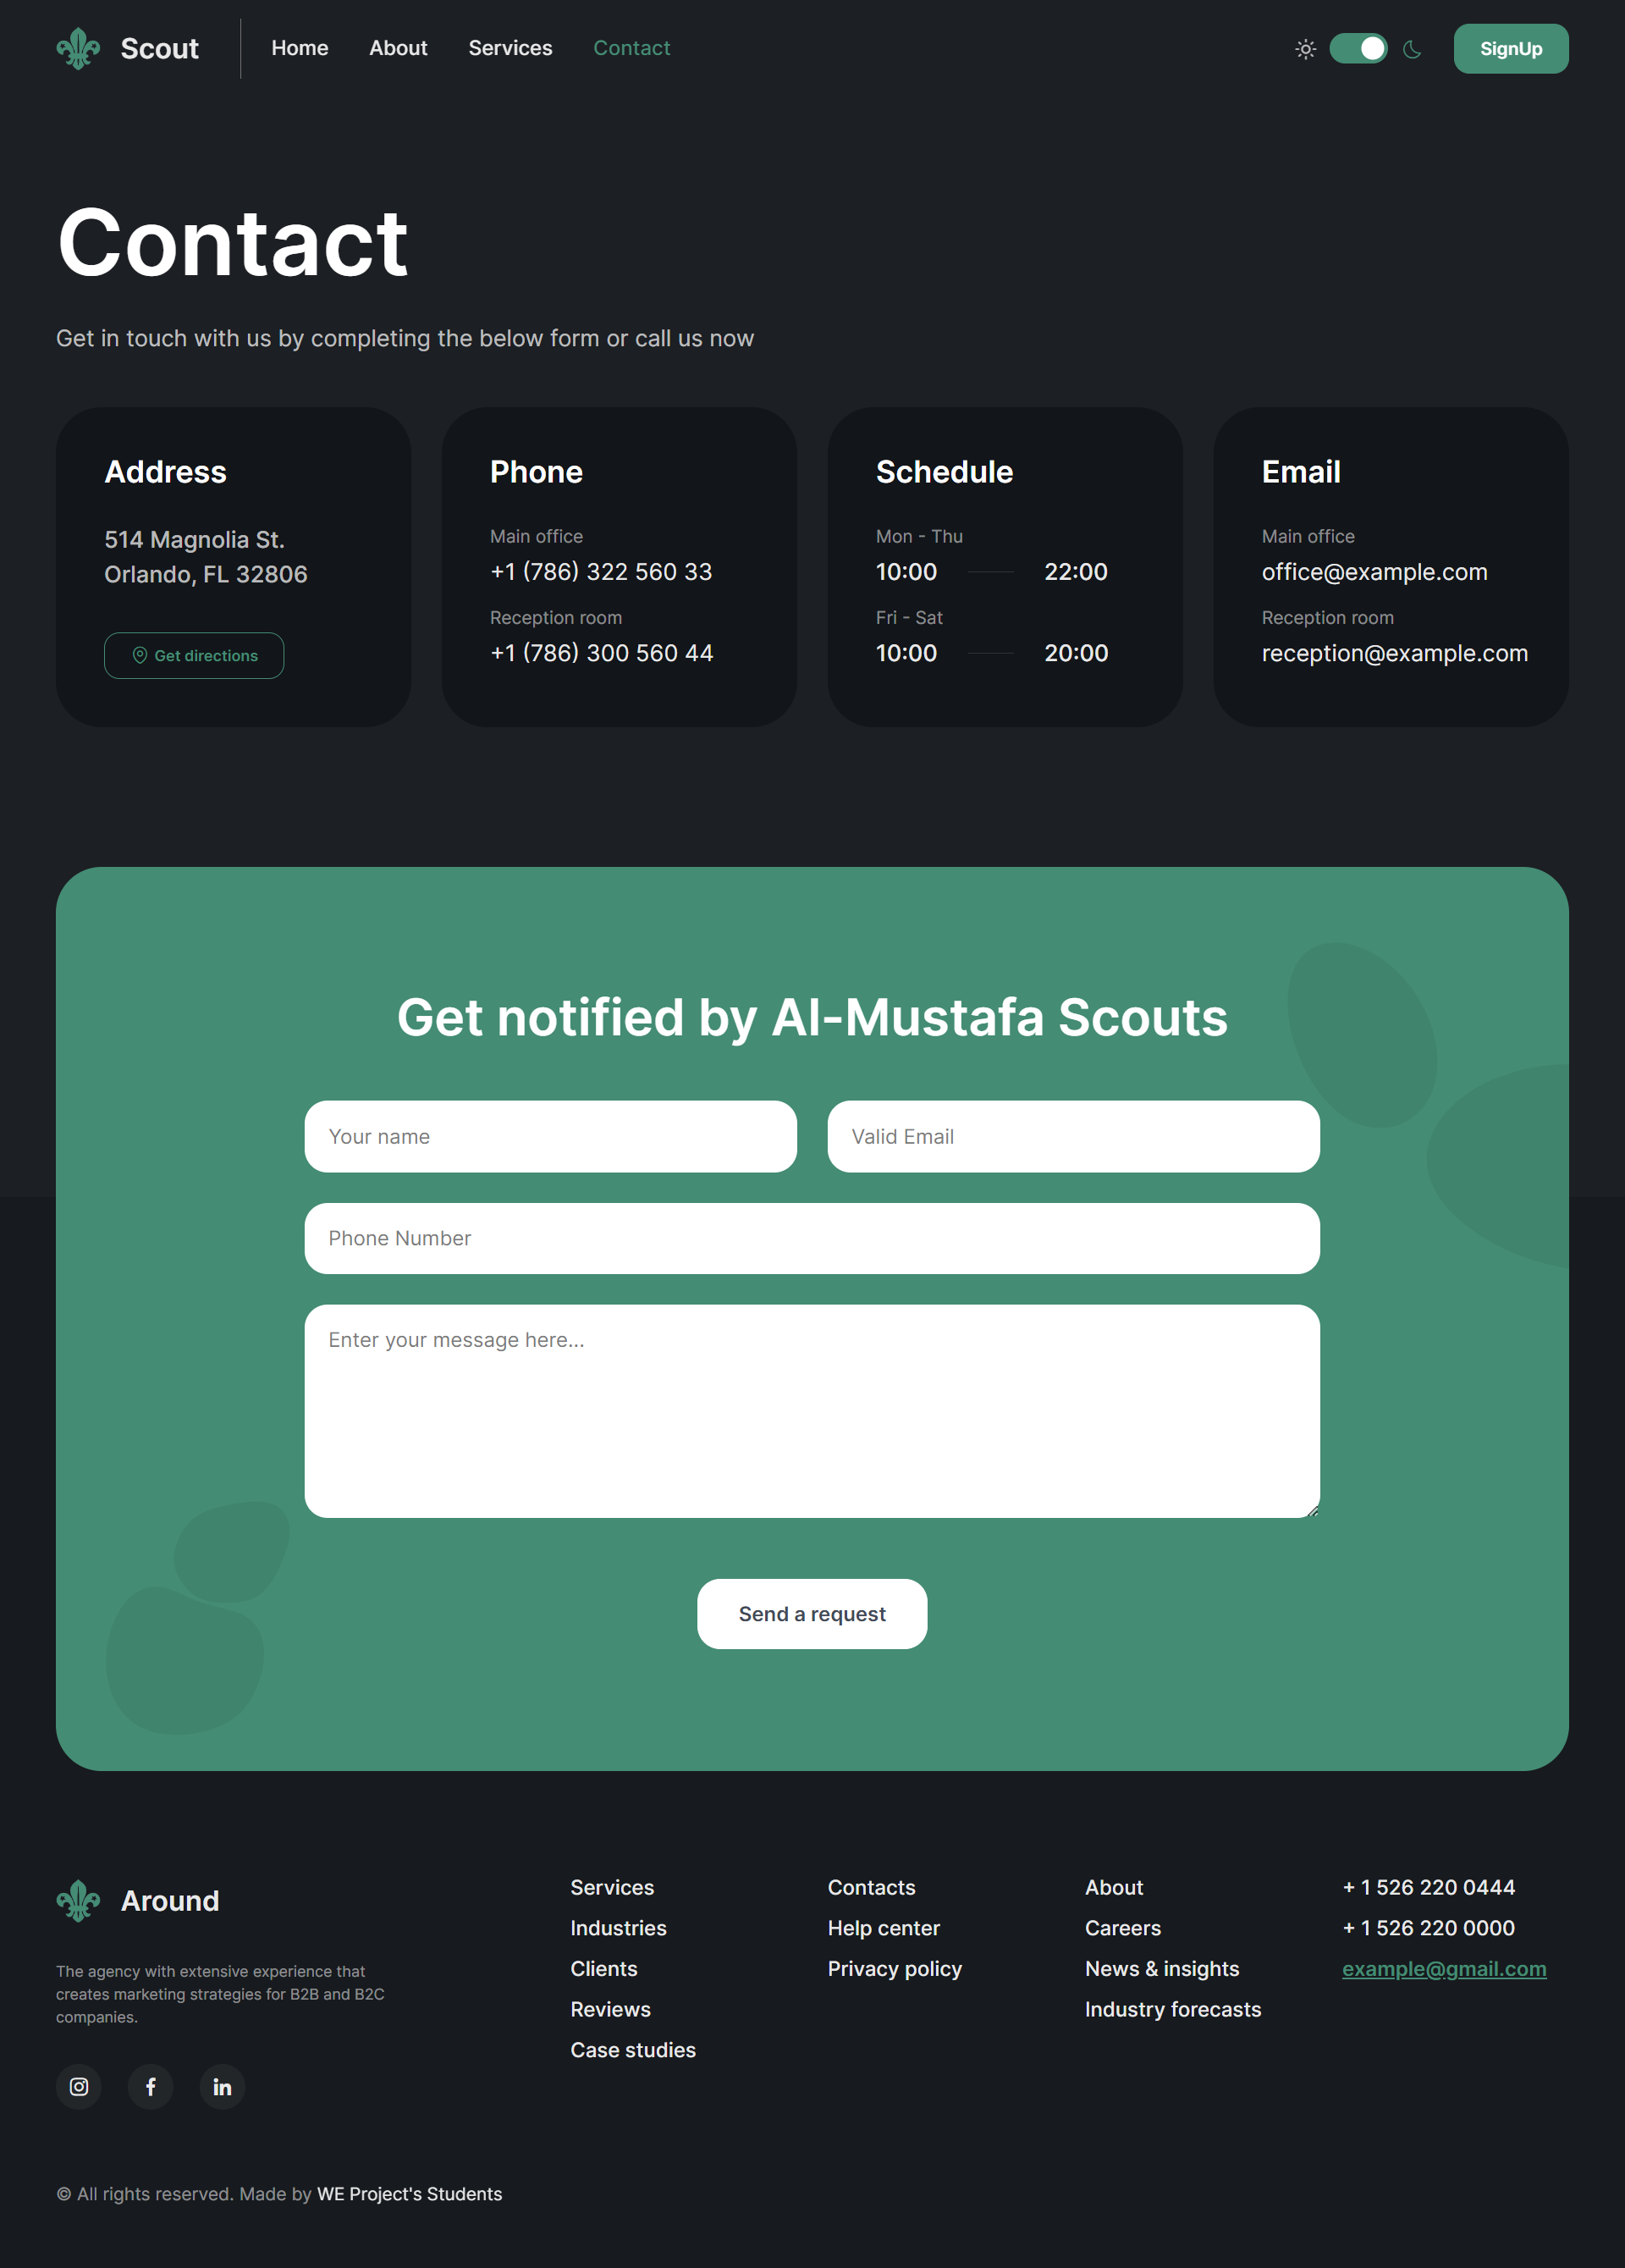 Scout
Home
About
Services
Contact
SignUp
Contact
Get in touch with us by completing the below form or call us now
Address
514 Magnolia St.
Orlando, FL 32806
Get directions
Phone
Main office
+1 (786) 322 560 33
Reception room
+1 (786) 300 560 44
Schedule
Mon - Thu
10:00 22:00
Fri - Sat
10:00 20:00
Email
Main office
office@example.com
Reception room
reception@example.com
Get notified by Al-Mustafa Scouts
Your name
Valid Email
Phone Number
Enter your message here...
Send a request
Around
The agency with extensive experience that
creates marketing strategies for B2B and B2C
companies.
Services
Industries
Clients
Reviews
Case studies
Contacts
Help center
Privacy policy
About
Careers
News & insights
Industry forecasts
+ 1 526 220 0444
+ 1 526 220 0000
example@gmail.com
© All rights reserved. Made by WE Project's Students